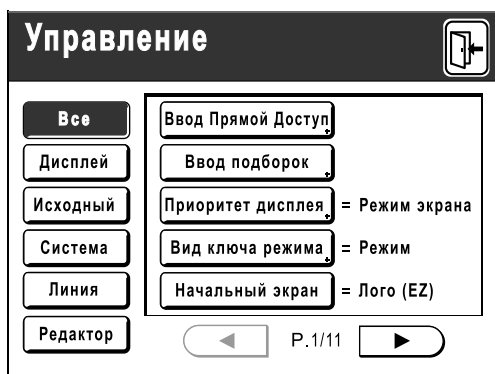 Управление
Все
Ввод Прямой Доступ
Дисплей
Ввод подборок
Исходный
Приоритет дисплея = Режим экрана
Система
Вид ключа режима = Режим
Линия
Начальный экран = Лого (EZ)
Редактор
P.1/11